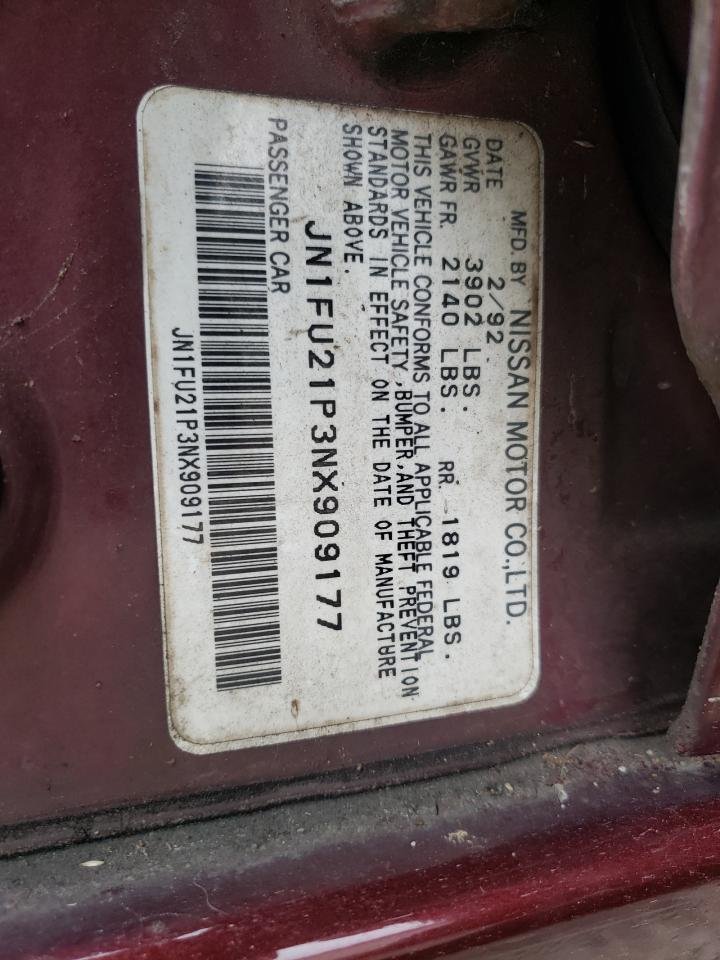 MFD. BY NISSAN MOTOR CO.,LTD.
DATE 2/92
GVWR 3902 LBS.
GAWR FR. 2140 LBS. RR. 1819 LBS.
THIS VEHICLE CONFORMS TO ALL APPLICABLE FEDERAL
MOTOR VEHICLE SAFETY ,BUMPER,AND THEFT PREVENTION
STANDARDS IN EFFECT ON THE DATE OF MANUFACTURE
SHOWN ABOVE.
JN1FU21P3NX909177
PASSENGER CAR
JN1FU21P3NX909177